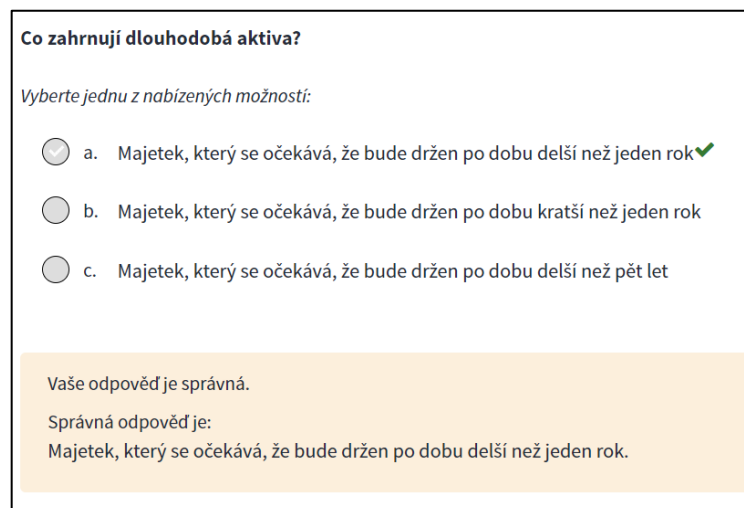 Co zahrnují dlouhodobá aktiva?
Vyberte jednu z nabízených možností:
a. Majetek, který se očekává, že bude držen po dobu delší než jeden rok
b. Majetek, který se očekává, že bude držen po dobu kratší než jeden rok
c. Majetek, který se očekává, že bude držen po dobu delší než pět let
Vaše odpověď je správná.
Správná odpověď je:
Majetek, který se očekává, že bude držen po dobu delší než jeden rok.